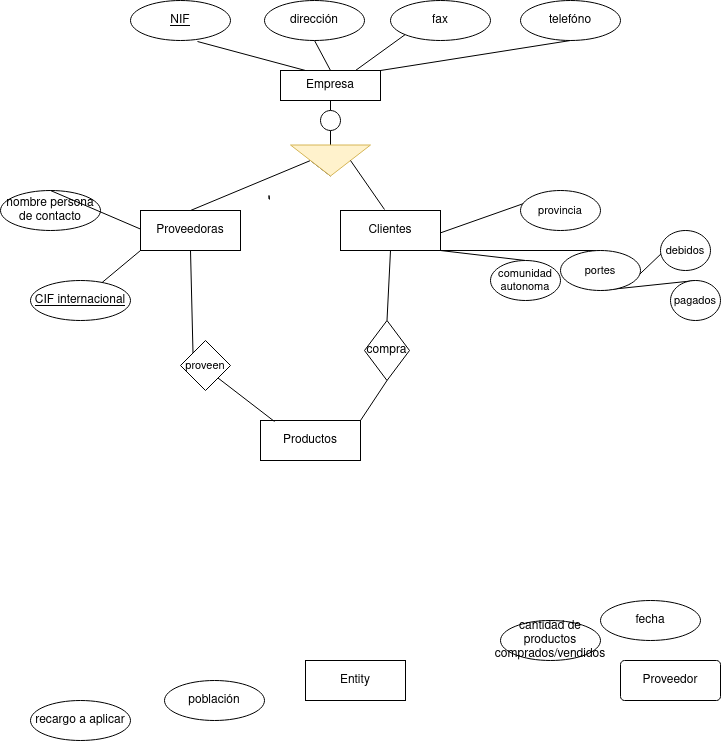 NIF
dirección
fax
telefóno
Empresa
nombre persona
de contacto
Proveedoras
Clientes
provincia
debidos
comunidad
autonoma
portes
CIF internacional
pagados
compra
proveen
Productos
cantidad de
productos
comprados/vendidos
fecha
Entity
Proveedor
población
recargo a aplicar